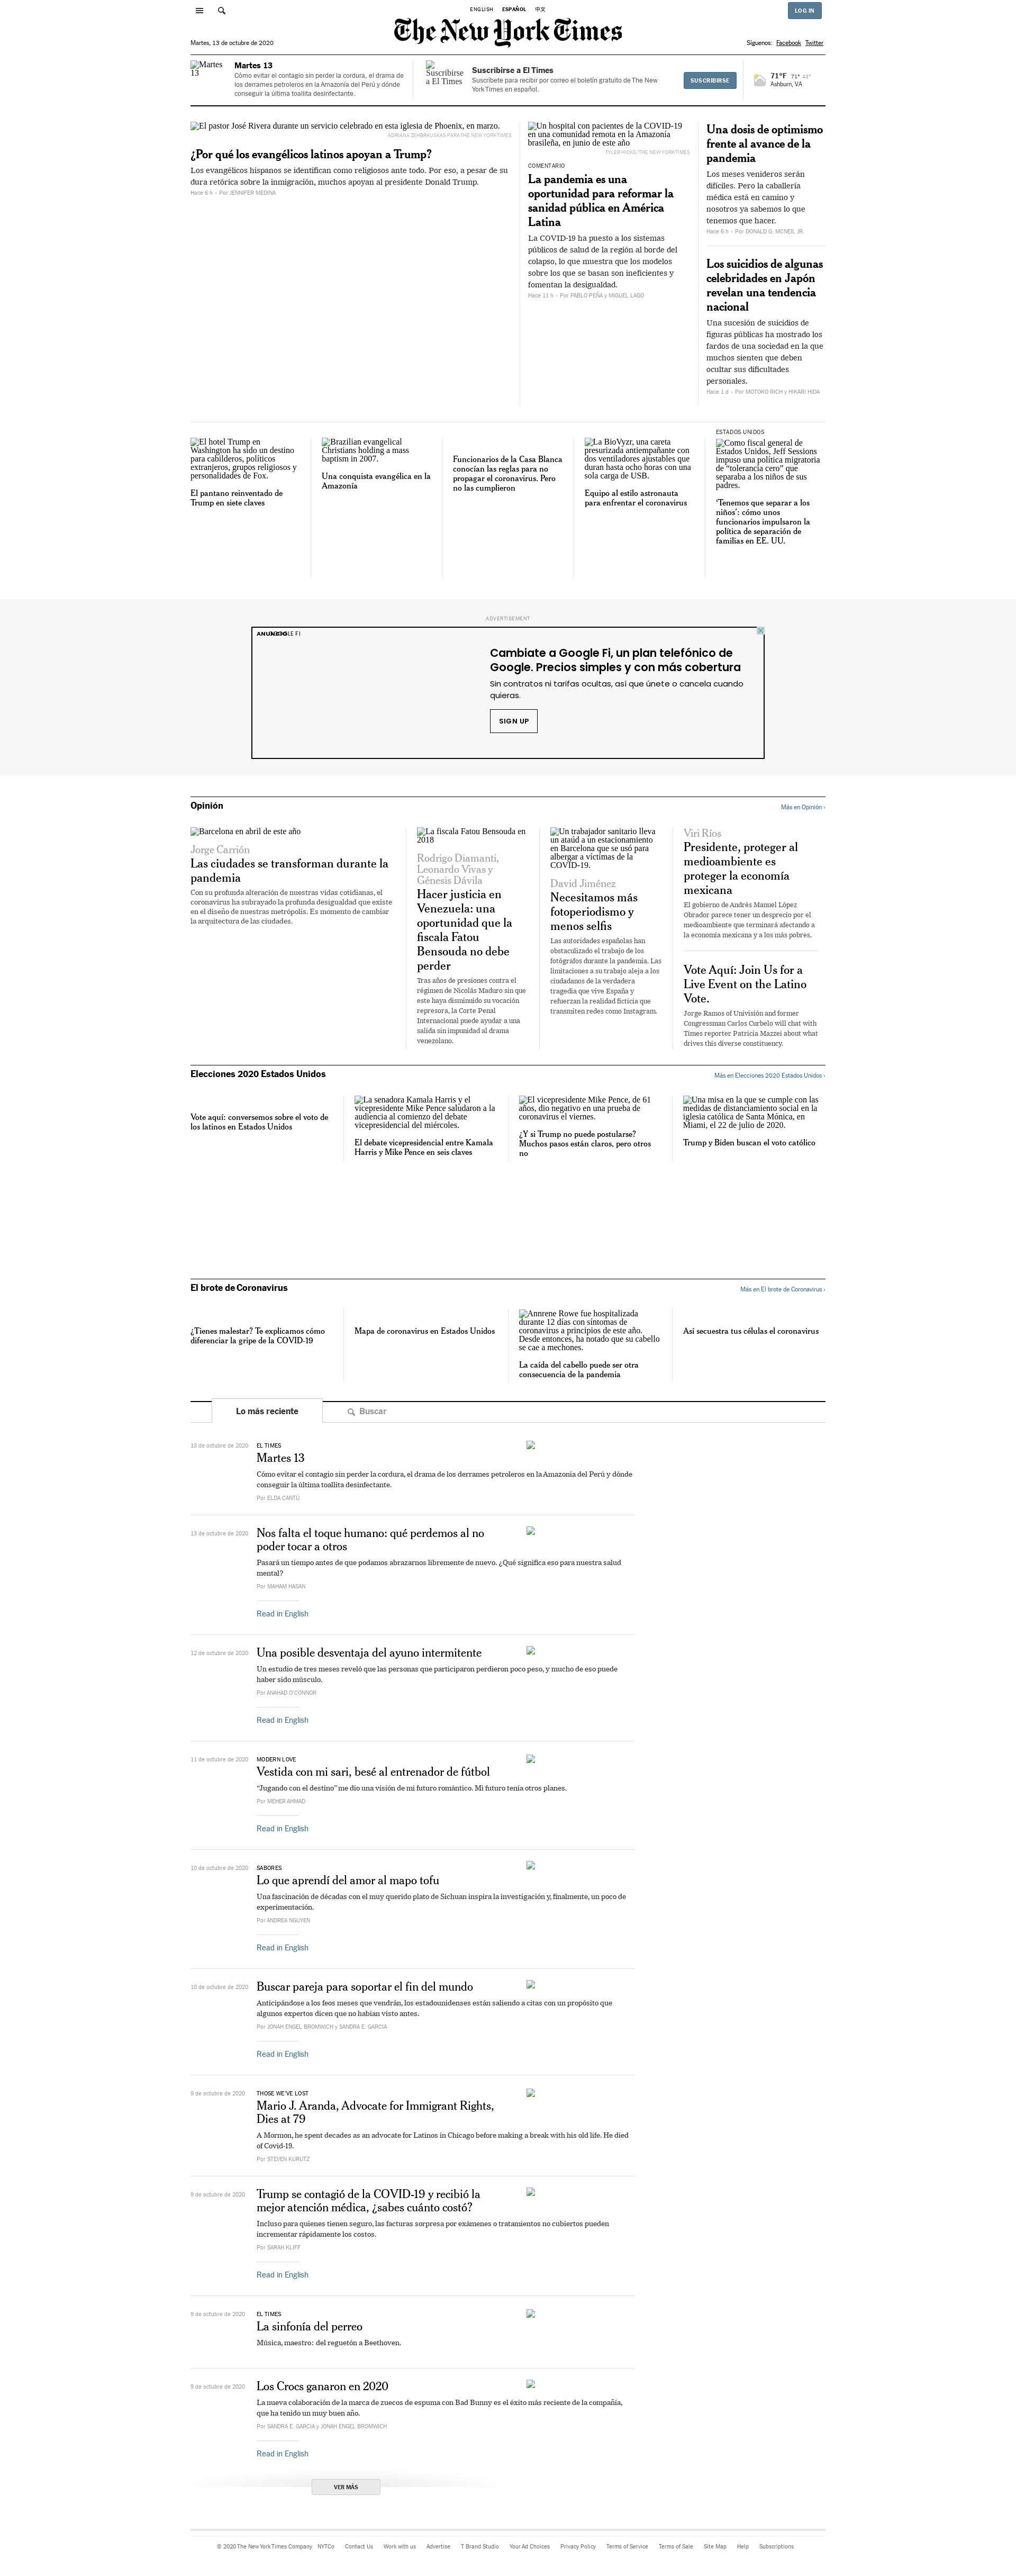 ENGLISH ESPAÑOL 中文
LOG IN
The New York Times
Martes, 13 de octubre de 2020
Síguenos: Facebook Twitter
Martes 13
Martes 13
Cómo evitar el contagio sin perder la cordura, el drama de
los derrames petroleros en la Amazonía del Perú y dónde
conseguir la última toallita desinfectante.
Suscribirse a El Times
Suscribirse a El Times
Suscríbete para recibir por correo el boletín gratuito de The New
York Times en español.
SUSCRIBIRSE
71°F 71° 48°
Ashburn, VA
El pastor José Rivera durante un servicio celebrado en esta iglesia de Phoenix, en marzo.
ADRIANA ZEHBRAUSKAS PARA THE NEW YORK TIMES
¿Por qué los evangélicos latinos apoyan a Trump?
Los evangélicos hispanos se identifican como religiosos ante todo. Por eso, a pesar de su
dura retórica sobre la inmigración, muchos apoyan al presidente Donald Trump.
Hace 6 h - Por JENNIFER MEDINA
Un hospital con pacientes de la COVID-19
en una comunidad remota en la Amazonía
brasileña, en junio de este año
TYLER HICKS/THE NEW YORK TIMES
COMENTARIO
La pandemia es una
oportunidad para reformar la
sanidad pública en América
Latina
La COVID-19 ha puesto a los sistemas
públicos de salud de la región al borde del
colapso, lo que muestra que los modelos
sobre los que se basan son ineficientes y
fomentan la desigualdad.
Hace 11 h - Por PABLO PEÑA y MIGUEL LAGO
Una dosis de optimismo
frente al avance de la
pandemia
Los meses venideros serán
difíciles. Pero la caballería
médica está en camino y
nosotros ya sabemos lo que
tenemos que hacer.
Hace 6 h - Por DONALD G. MCNEIL JR.
Los suicidios de algunas
celebridades en Japón
revelan una tendencia
nacional
Una sucesión de suicidios de
figuras públicas ha mostrado los
fardos de una sociedad en la que
muchos sienten que deben
ocultar sus dificultades
personales.
Hace 1 d - Por MOTOKO RICH y HIKARI HIDA
El hotel Trump en
Washington ha sido un destino
para cabilderos, políticos
extranjeros, grupos religiosos y
personalidades de Fox.
El pantano reinventado de
Trump en siete claves
Brazilian evangelical
Christians holding a mass
baptism in 2007.
Una conquista evangélica en la
Amazonía
Funcionarios de la Casa Blanca
conocían las reglas para no
propagar el coronavirus. Pero
no las cumplieron
La BioVyzr, una careta
presurizada antiempañante con
dos ventiladores ajustables que
duran hasta ocho horas con una
sola carga de USB.
Equipo al estilo astronauta
para enfrentar el coronavirus
ESTADOS UNIDOS
Como fiscal general de
Estados Unidos, Jeff Sessions
impuso una política migratoria
de “tolerancia cero” que
separaba a los niños de sus
padres.
‘Tenemos que separar a los
niños’: cómo unos
funcionarios impulsaron la
política de separación de
familias en EE. UU.
ADVERTISEMENT
ANUNCIO
GOOGLE FI
Cambiate a Google Fi, un plan telefónico de
Google. Precios simples y con más cobertura
Sin contratos ni tarifas ocultas, así que únete o cancela cuando
quieras.
SIGN UP
Opinión
Más en Opinión ›
Barcelona en abril de este año
Jorge Carrión
Las ciudades se transforman durante la
pandemia
Con su profunda alteración de nuestras vidas cotidianas, el
coronavirus ha subrayado la profunda desigualdad que existe
en el diseño de nuestras metrópolis. Es momento de cambiar
la arquitectura de las ciudades.
La fiscala Fatou Bensouda en
2018
Rodrigo Diamanti,
Leonardo Vivas y
Génesis Dávila
Hacer justicia en
Venezuela: una
oportunidad que la
fiscala Fatou
Bensouda no debe
perder
Tras años de presiones contra el
régimen de Nicolás Maduro sin que
este haya disminuido su vocación
represora, la Corte Penal
Internacional puede ayudar a una
salida sin impunidad al drama
venezolano.
Un trabajador sanitario lleva
un ataúd a un estacionamiento
en Barcelona que se usó para
albergar a víctimas de la
COVID-19.
David Jiménez
Necesitamos más
fotoperiodismo y
menos selfis
Las autoridades españolas han
obstaculizado el trabajo de los
fotógrafos durante la pandemia. Las
limitaciones a su trabajo aleja a los
ciudadanos de la verdadera
tragedia que vive España y
refuerzan la realidad ficticia que
transmiten redes como Instagram.
Viri Ríos
Presidente, proteger al
medioambiente es
proteger la economía
mexicana
El gobierno de Andrés Manuel López
Obrador parece tener un desprecio por el
medioambiente que terminará afectando a
la economía mexicana y a los más pobres.
Vote Aquí: Join Us for a
Live Event on the Latino
Vote.
Jorge Ramos of Univisión and former
Congressman Carlos Curbelo will chat with
Times reporter Patricia Mazzei about what
drives this diverse constituency.
Elecciones 2020 Estados Unidos
Más en Elecciones 2020 Estados Unidos ›
Vote aquí: conversemos sobre el voto de
los latinos en Estados Unidos
La senadora Kamala Harris y el
vicepresidente Mike Pence saludaron a la
audiencia al comienzo del debate
vicepresidencial del miércoles.
El debate vicepresidencial entre Kamala
Harris y Mike Pence en seis claves
El vicepresidente Mike Pence, de 61
años, dio negativo en una prueba de
coronavirus el viernes.
¿Y si Trump no puede postularse?
Muchos pasos están claros, pero otros
no
Una misa en la que se cumple con las
medidas de distanciamiento social en la
iglesia católica de Santa Mónica, en
Miami, el 22 de julio de 2020.
Trump y Biden buscan el voto católico
El brote de Coronavirus
Más en El brote de Coronavirus ›
¿Tienes malestar? Te explicamos cómo
diferenciar la gripe de la COVID-19
Mapa de coronavirus en Estados Unidos
Annrene Rowe fue hospitalizada
durante 12 días con síntomas de
coronavirus a principios de este año.
Desde entonces, ha notado que su cabello
se cae a mechones.
La caída del cabello puede ser otra
consecuencia de la pandemia
Así secuestra tus células el coronavirus
Lo más reciente
Buscar
13 de octubre de 2020
EL TIMES
Martes 13
Cómo evitar el contagio sin perder la cordura, el drama de los derrames petroleros en la Amazonía del Perú y dónde
conseguir la última toallita desinfectante.
Por ELDA CANTÚ
13 de octubre de 2020
Nos falta el toque humano: qué perdemos al no
poder tocar a otros
Pasará un tiempo antes de que podamos abrazarnos libremente de nuevo. ¿Qué significa eso para nuestra salud
mental?
Por MAHAM HASAN
Read in English
12 de octubre de 2020
Una posible desventaja del ayuno intermitente
Un estudio de tres meses reveló que las personas que participaron perdieron poco peso, y mucho de eso puede
haber sido músculo.
Por ANAHAD O’CONNOR
Read in English
11 de octubre de 2020
MODERN LOVE
Vestida con mi sari, besé al entrenador de fútbol
“Jugando con el destino” me dio una visión de mi futuro romántico. Mi futuro tenía otros planes.
Por MEHER AHMAD
Read in English
10 de octubre de 2020
SABORES
Lo que aprendí del amor al mapo tofu
Una fascinación de décadas con el muy querido plato de Sichuan inspira la investigación y, finalmente, un poco de
experimentación.
Por ANDREA NGUYEN
Read in English
10 de octubre de 2020
Buscar pareja para soportar el fin del mundo
Anticipándose a los feos meses que vendrán, los estadounidenses están saliendo a citas con un propósito que
algunos expertos dicen que no habían visto antes.
Por JONAH ENGEL BROMWICH y SANDRA E. GARCIA
Read in English
9 de octubre de 2020
THOSE WE’VE LOST
Mario J. Aranda, Advocate for Immigrant Rights,
Dies at 79
A Mormon, he spent decades as an advocate for Latinos in Chicago before making a break with his old life. He died
of Covid-19.
Por STEVEN KURUTZ
9 de octubre de 2020
Trump se contagió de la COVID-19 y recibió la
mejor atención médica, ¿sabes cuánto costó?
Incluso para quienes tienen seguro, las facturas sorpresa por exámenes o tratamientos no cubiertos pueden
incrementar rápidamente los costos.
Por SARAH KLIFF
Read in English
9 de octubre de 2020
EL TIMES
La sinfonía del perreo
Música, maestro: del reguetón a Beethoven.
9 de octubre de 2020
Los Crocs ganaron en 2020
La nueva colaboración de la marca de zuecos de espuma con Bad Bunny es el éxito más reciente de la compañía,
que ha tenido un muy buen año.
Por SANDRA E. GARCIA y JONAH ENGEL BROMWICH
Read in English
VER MÁS
© 2020 The New York Times Company NYTCo Contact Us Work with us Advertise T Brand Studio Your Ad Choices Privacy Policy Terms of Service Terms of Sale Site Map Help Subscriptions